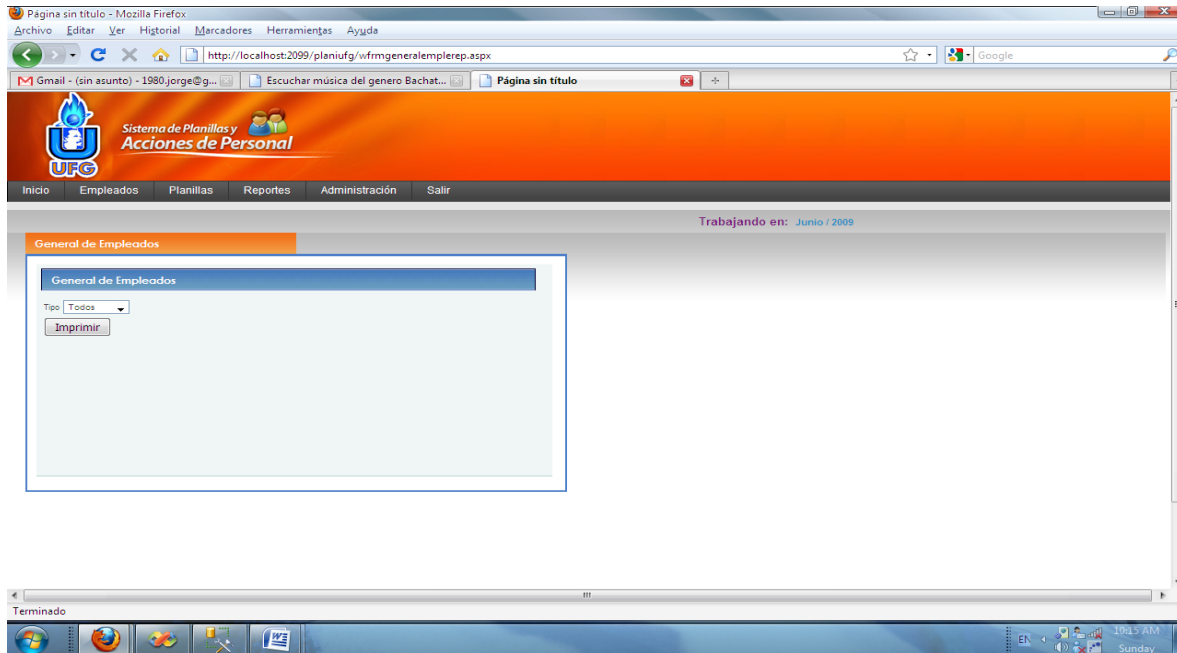 Página sin título - Mozilla Firefox
Archivo Editar Ver Historial Marcadores Herramientas Ayuda
http://localhost:2099/planiufg/wfrmgeneralemplerep.aspx Google
Gmail - (sin asunto) - 1980.jorge@g... Escuchar música del genero Bachat... Página sin título
UFG
Sistema de Planillas y
Acciones de Personal
Inicio Empleados Planillas Reportes Administración Salir
Trabajando en: Junio / 2009
General de Empleados
General de Empleados
Tipo Todos
Imprimir
Terminado
EN 10:15 AM
Sunday